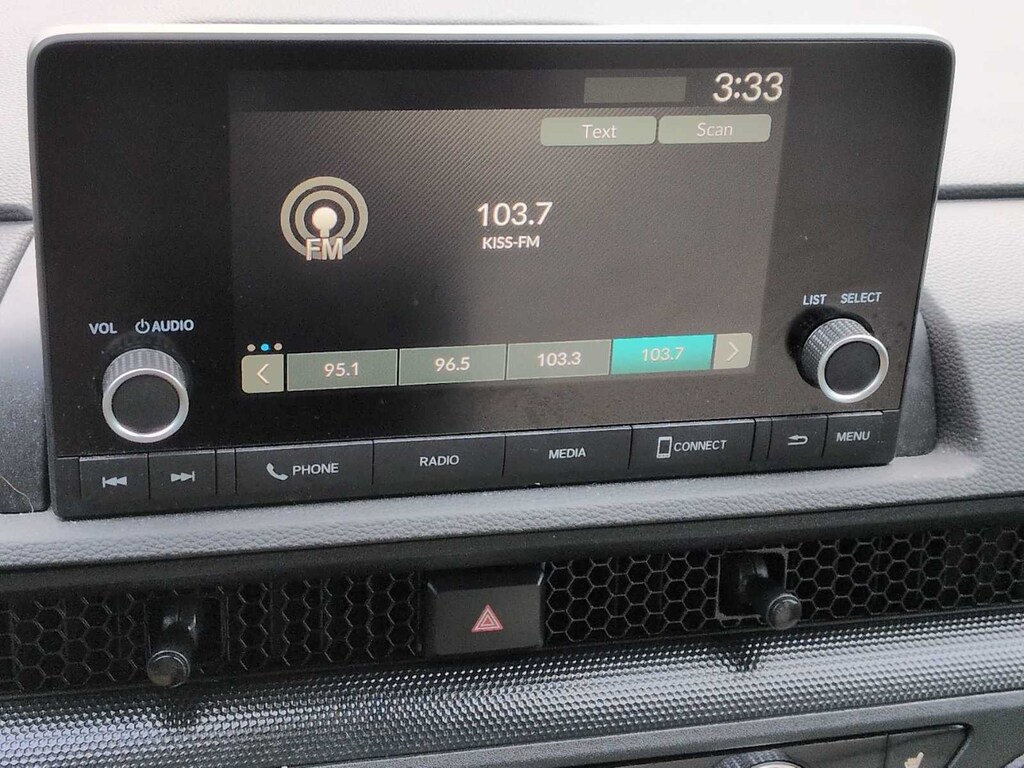 3:33
Text Scan
FM
103.7
KISS-FM
VOL AUDIO
LIST SELECT
95.1 96.5 103.3 103.7
PHONE RADIO MEDIA CONNECT MENU